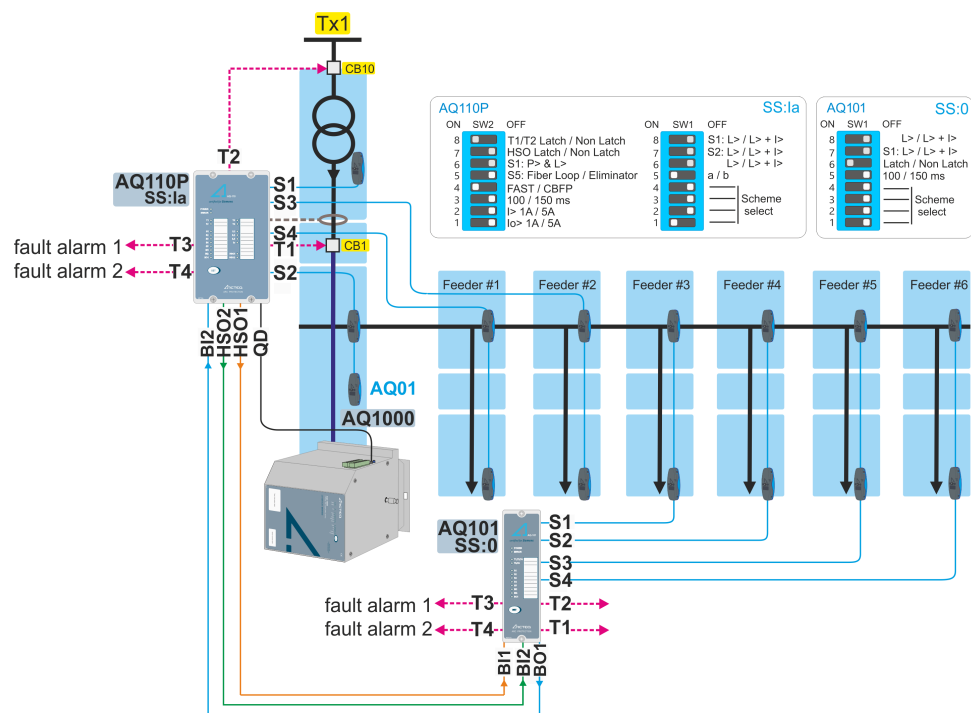 Tx1
CB10
T2
AQ110P
SS:Ia
S1
S3
S4
T1
CB1
S2
fault alarm 1
T3
fault alarm 2
T4
BI2
HSO2
HSO1
QD
AQ01
AQ1000
AQ110P
SS:Ia
ON SW2 OFF
8 T1/T2 Latch / Non Latch
7 HSO Latch / Non Latch
6 S1: P> & L>
5 S5: Fiber Loop / Eliminator
4 FAST / CBFP
3 100 / 150 ms
2 I> 1A / 5A
1 Io> 1A / 5A
ON SW1 OFF
8 S1: L> / L> + I>
7 S2: L> / L> + I>
6 L> / L> + I>
5 a / b
4
3 Scheme
2 select
1
AQ101
SS:0
ON SW1 OFF
8 L> / L> + I>
7 S1: L> / L> + I>
6 Latch / Non Latch
5 100 / 150 ms
4
3 Scheme
2 select
1
Feeder #1
Feeder #2
Feeder #3
Feeder #4
Feeder #5
Feeder #6
AQ101
SS:0
S1
S2
S3
S4
fault alarm 1
T3
T2
fault alarm 2
T4
T1
BI1
BI2
BO1